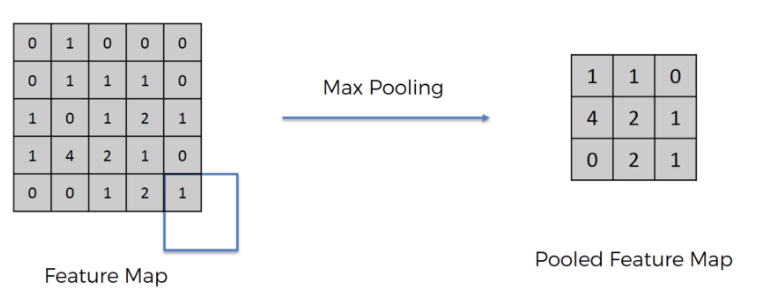 0 1 0 0 0
0 1 1 1 0
1 0 1 2 1
1 4 2 1 0
0 0 1 2 1
Feature Map
Max Pooling
1 1 0
4 2 1
0 2 1
Pooled Feature Map